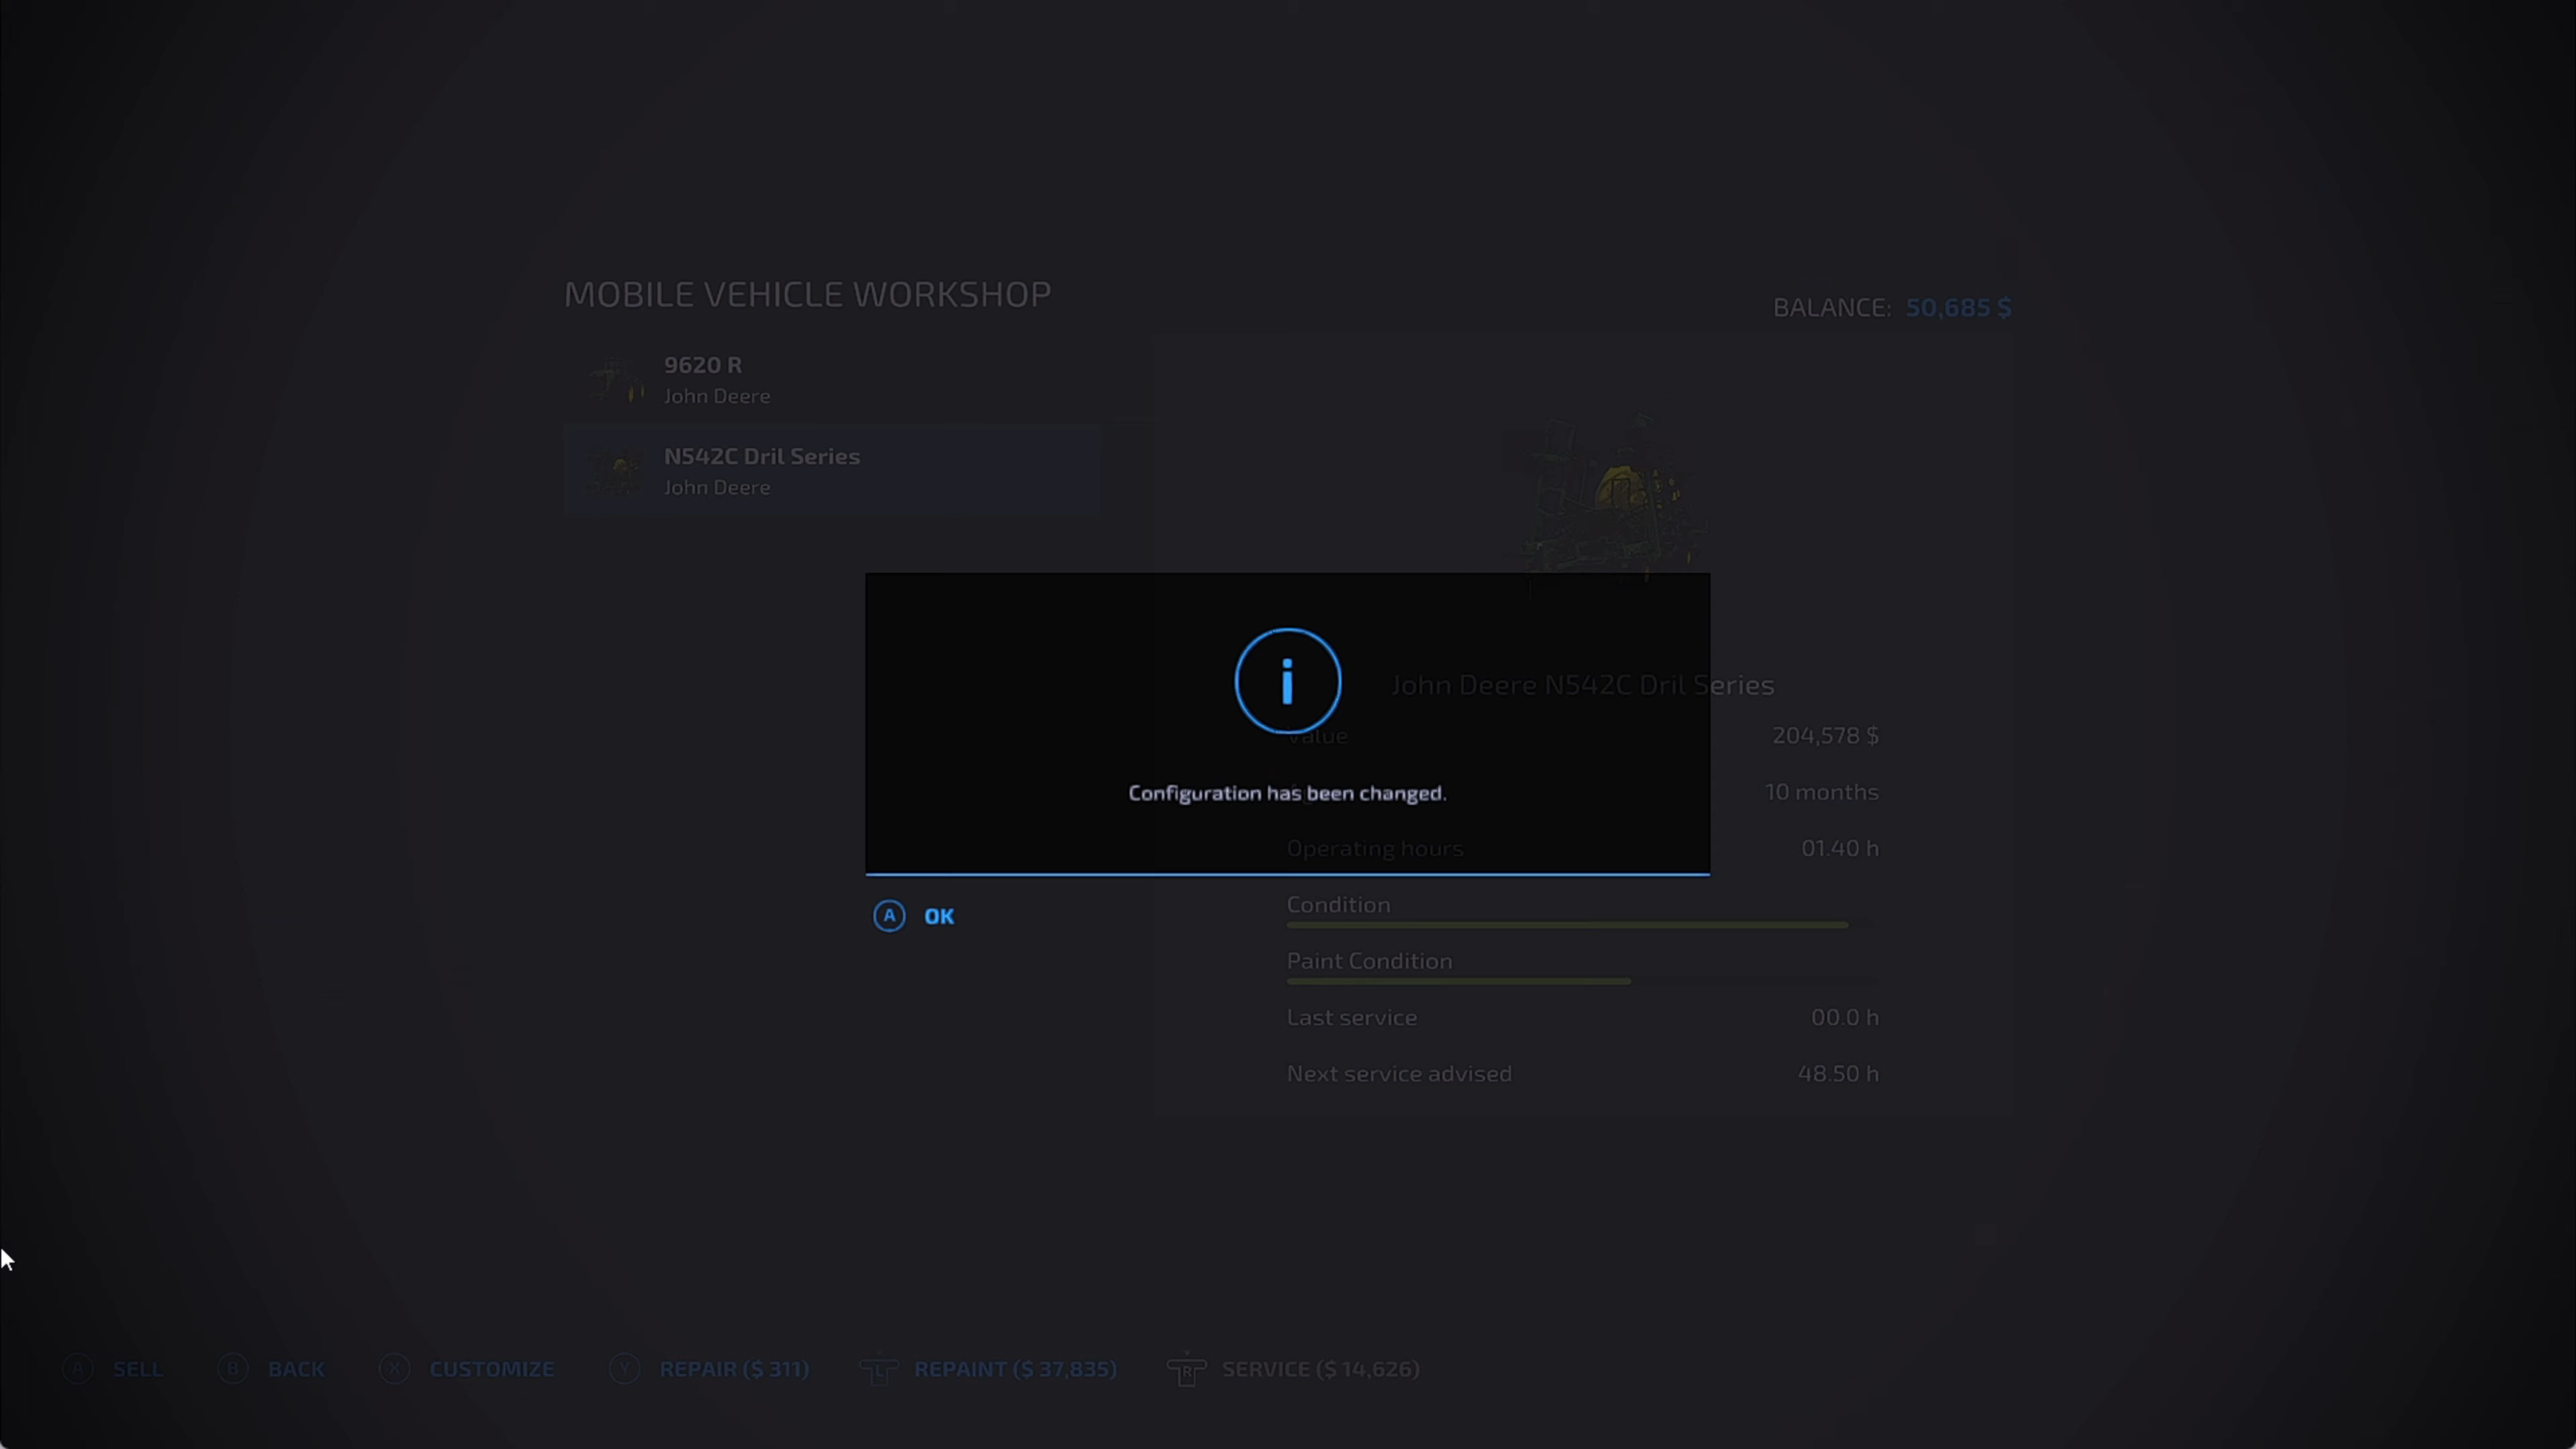 MOBILE VEHICLE WORKSHOP
BALANCE: 50,685 $
9620 R
John Deere
N542C Dril Series
John Deere
i
John Deere N542C Dril Series
Value 204,578 $
Configuration has been changed.
10 months
Operating hours 01.40 h
A OK
Condition
Paint Condition
Last service 00.0 h
Next service advised 48.50 h
A SELL B BACK X CUSTOMIZE Y REPAIR ($ 311) L REPAINT ($ 37,835) R SERVICE ($ 14,626)